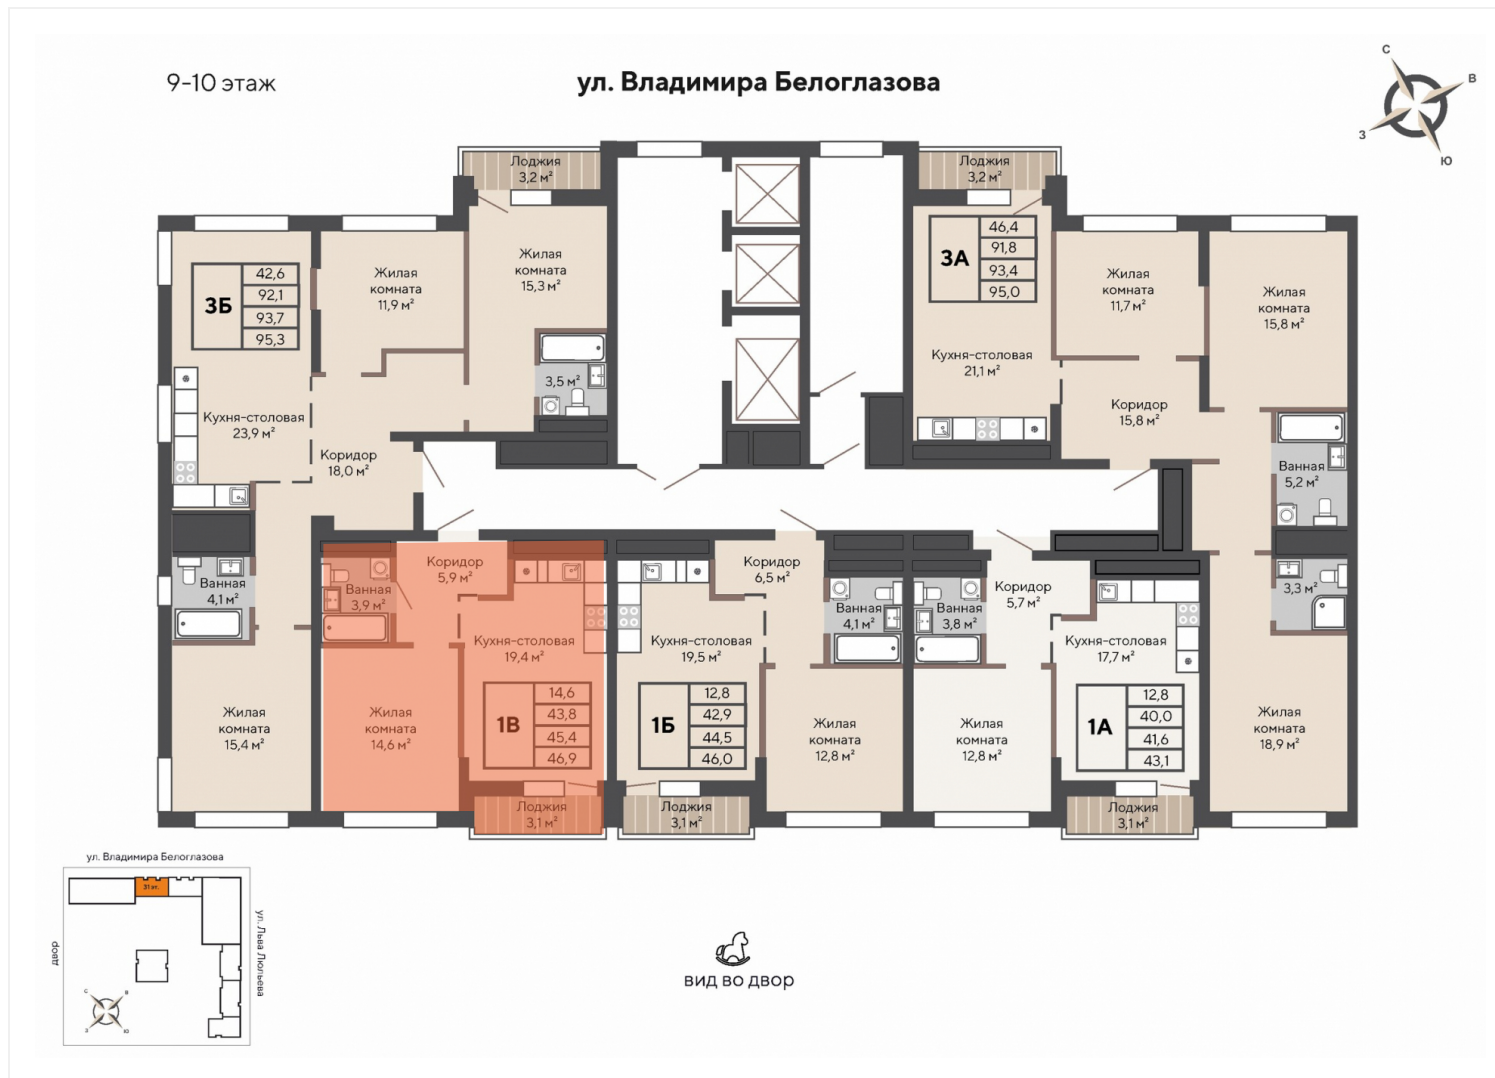 9-10 этаж
ул. Владимира Белоглазова
С
В
З
Ю
Лоджия
3,2 м²
Лоджия
3,2 м²
3Б
42,6
92,1
93,7
95,3
Жилая
комната
11,9 м²
Жилая
комната
15,3 м²
3А
46,4
91,8
93,4
95,0
Жилая
комната
11,7 м²
Жилая
комната
15,8 м²
3,5 м²
Кухня-столовая
23,9 м²
Кухня-столовая
21,1 м²
Коридор
15,8 м²
Коридор
18,0 м²
Ванная
5,2 м²
Ванная
4,1 м²
Ванная
3,9 м²
Коридор
5,9 м²
Коридор
6,5 м²
Ванная
4,1 м²
Ванная
3,8 м²
Коридор
5,7 м²
3,3 м²
Кухня-столовая
19,4 м²
Кухня-столовая
19,5 м²
Кухня-столовая
17,7 м²
Жилая
комната
15,4 м²
Жилая
комната
14,6 м²
1В
14,6
43,8
45,4
46,9
1Б
12,8
42,9
44,5
46,0
Жилая
комната
12,8 м²
Жилая
комната
12,8 м²
1А
12,8
40,0
41,6
43,1
Жилая
комната
18,9 м²
Лоджия
3,1 м²
Лоджия
3,1 м²
Лоджия
3,1 м²
ул. Владимира Белоглазова
31 эт.
двор
ул. Льва Люльева
С
В
З
Ю
вид во двор